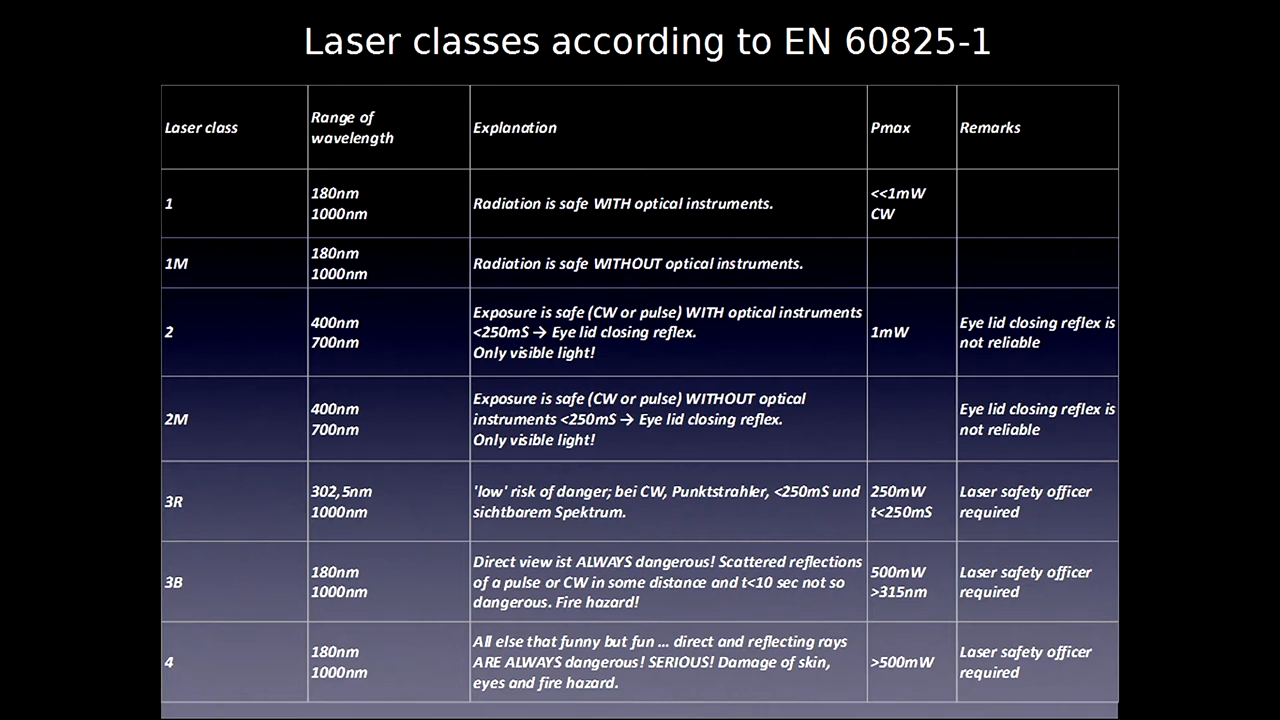 Laser classes according to EN 60825-1
Laser class
Range of
wavelength
Explanation
Pmax
Remarks
1
180nm
1000nm
Radiation is safe WITH optical instruments.
<<1mW
CW
1M
180nm
1000nm
Radiation is safe WITHOUT optical instruments.
2
400nm
700nm
Exposure is safe (CW or pulse) WITH optical instruments
<250mS → Eye lid closing reflex.
Only visible light!
1mW
Eye lid closing reflex is
not reliable
2M
400nm
700nm
Exposure is safe (CW or pulse) WITHOUT optical
instruments <250mS → Eye lid closing reflex.
Only visible light!
Eye lid closing reflex is
not reliable
3R
302,5nm
1000nm
'low' risk of danger; bei CW, Punktstrahler, <250mS und
sichtbarem Spektrum.
250mW
t<250mS
Laser safety officer
required
3B
180nm
1000nm
Direct view ist ALWAYS dangerous! Scattered reflections
of a pulse or CW in some distance and t<10 sec not so
dangerous. Fire hazard!
500mW
>315nm
Laser safety officer
required
4
180nm
1000nm
All else that funny but fun ... direct and reflecting rays
ARE ALWAYS dangerous! SERIOUS! Damage of skin,
eyes and fire hazard.
>500mW
Laser safety officer
required